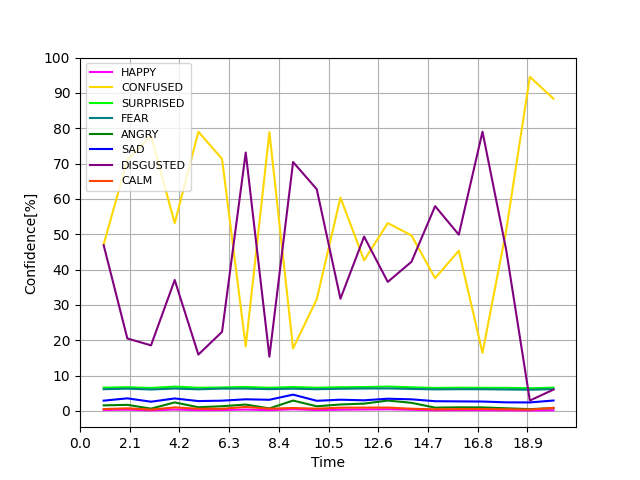 100
90
80
70
60
50
40
30
20
10
0
Confidence[%]
HAPPY
CONFUSED
SURPRISED
FEAR
ANGRY
SAD
DISGUSTED
CALM
0.0 2.1 4.2 6.3 8.4 10.5 12.6 14.7 16.8 18.9
Time